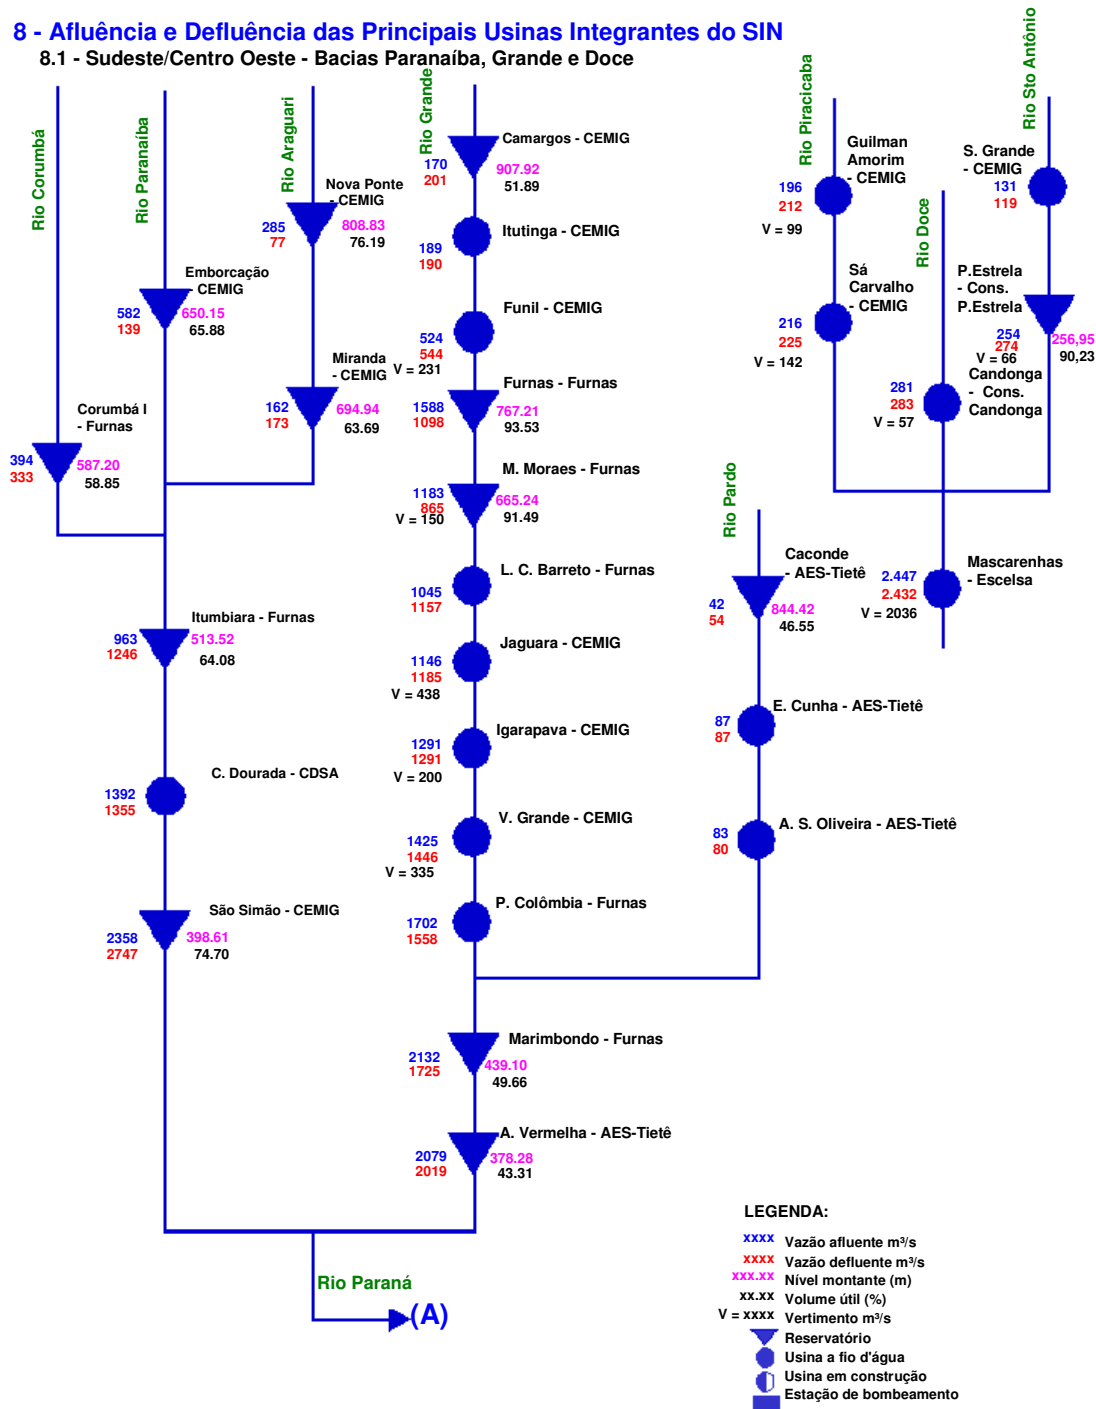 8 - Afluência e Defluência das Principais Usinas Integrantes do SIN
8.1 - Sudeste/Centro Oeste - Bacias Paranaíba, Grande e Doce
Rio Corumbá
Rio Paranaíba
Rio Araguari
Rio Grande
Rio Piracicaba
Rio Sto Antônio
Rio Doce
Rio Pardo
Camargos - CEMIG
170
201
907.92
51.89
Nova Ponte
- CEMIG
285
77
808.83
76.19
Itutinga - CEMIG
189
190
Emborcação
- CEMIG
582
139
650.15
65.88
Funil - CEMIG
524
544
V = 231
Miranda
- CEMIG
162
173
694.94
63.69
Furnas - Furnas
1588
1098
767.21
93.53
Corumbá I
- Furnas
394
333
587.20
58.85
M. Moraes - Furnas
1183
865
V = 150
665.24
91.49
L. C. Barreto - Furnas
1045
1157
Itumbiara - Furnas
963
1246
513.52
64.08
Jaguara - CEMIG
1146
1185
V = 438
Igarapava - CEMIG
1291
1291
V = 200
C. Dourada - CDSA
1392
1355
V. Grande - CEMIG
1425
1446
V = 335
São Simão - CEMIG
2358
2747
398.61
74.70
P. Colômbia - Furnas
1702
1558
Marimbondo - Furnas
2132
1725
439.10
49.66
A. Vermelha - AES-Tietê
2079
2019
378.28
43.31
Guilman
Amorim
- CEMIG
196
212
V = 99
S. Grande
- CEMIG
131
119
Sá
Carvalho
- CEMIG
216
225
V = 142
P.Estrela
- Cons.
P.Estrela
254
274
V = 66
256,95
90,23
Candonga
- Cons.
Candonga
281
283
V = 57
Mascarenhas
- Escelsa
2.447
2.432
V = 2036
Caconde
- AES-Tietê
42
54
844.42
46.55
E. Cunha - AES-Tietê
87
87
A. S. Oliveira - AES-Tietê
83
80
Rio Paraná
(A)
LEGENDA:
xxxx Vazão afluente m³/s
xxxx Vazão defluente m³/s
xxx.xx Nível montante (m)
xx.xx Volume útil (%)
V = xxxx Vertimento m³/s
Reservatório
Usina a fio d'água
Usina em construção
Estação de bombeamento